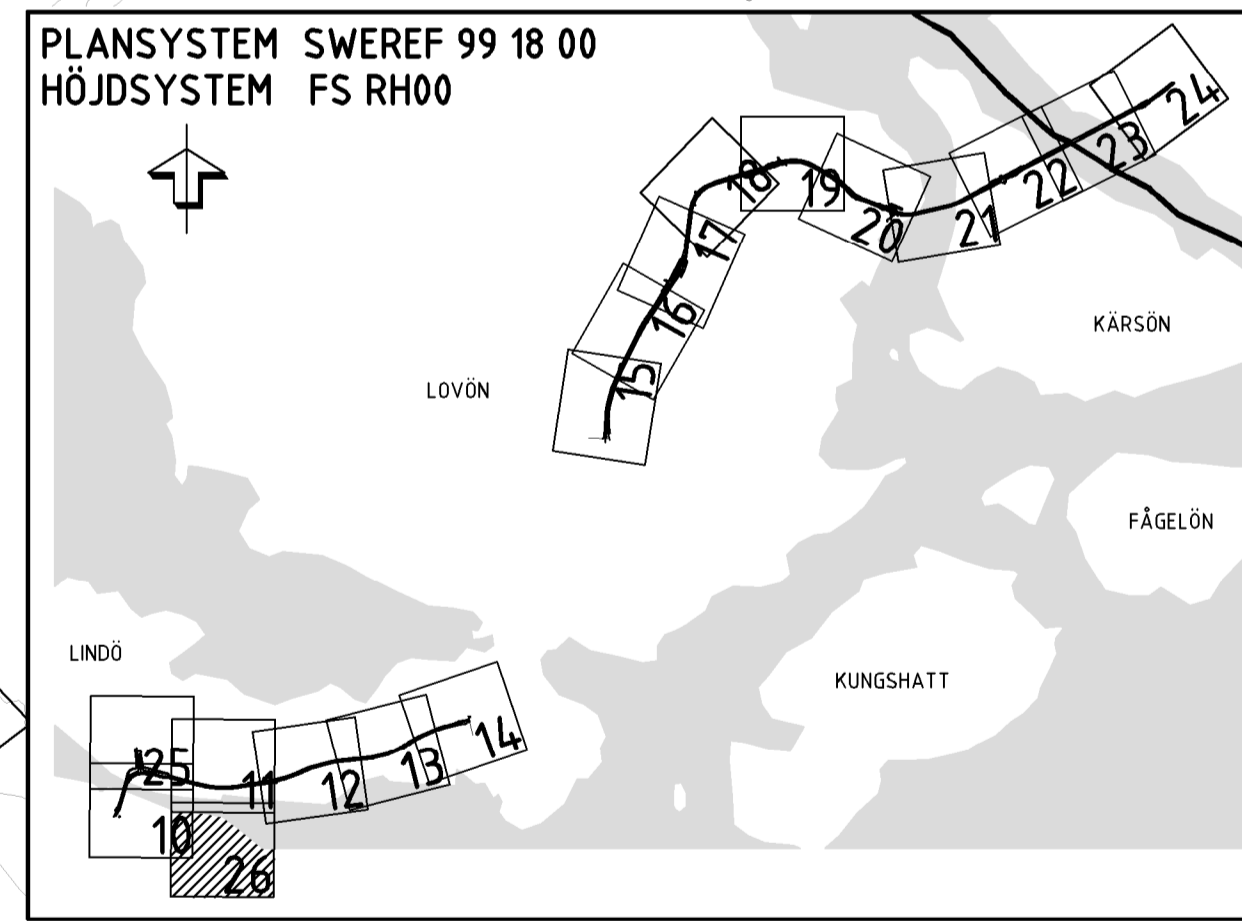 PLANSYSTEM SWEREF 99 18 00
HÖJDSYSTEM FS RH00
24
23
22
18
19
20
21
17
16
15
KÄRSÖN
LOVÖN
FÅGELÖN
LINDÖ
KUNGSHATT
14
13
12
11
25
10
26